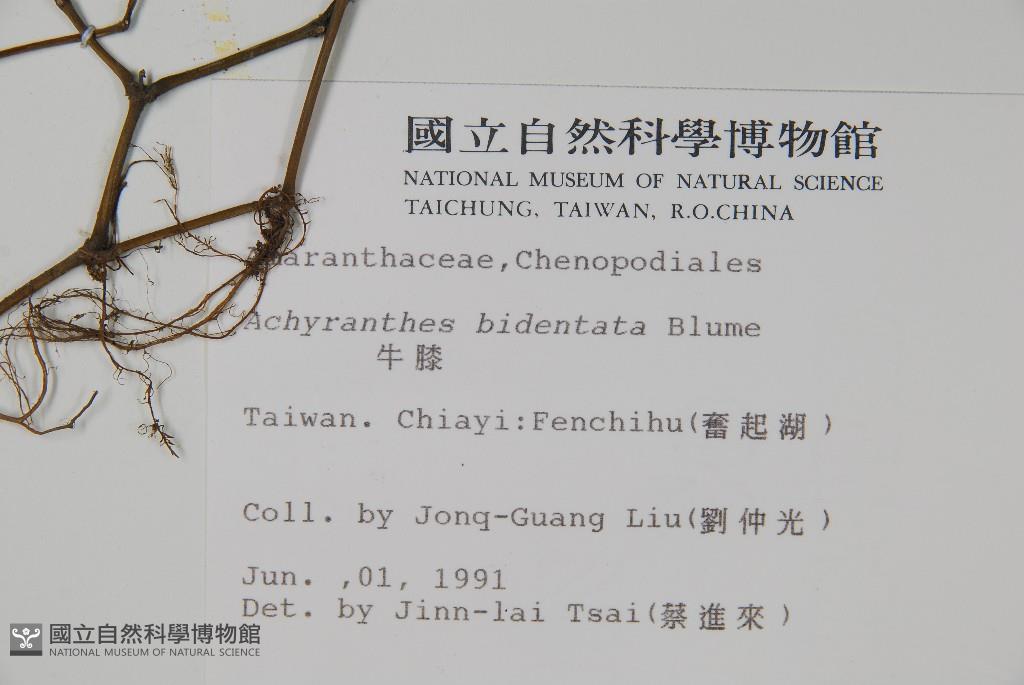 國立自然科學博物館
NATIONAL MUSEUM OF NATURAL SCIENCE
TAICHUNG, TAIWAN, R.O.CHINA
Amaranthaceae,Chenopodiales
Achyranthes bidentata Blume
牛膝
Taiwan. Chiayi:Fenchihu(奮起湖)
Coll. by Jonq-Guang Liu(劉仲光)
Jun. ,01, 1991
Det. by Jinn-lai Tsai(蔡進來)
國立自然科學博物館
NATIONAL MUSEUM OF NATURAL SCIENCE